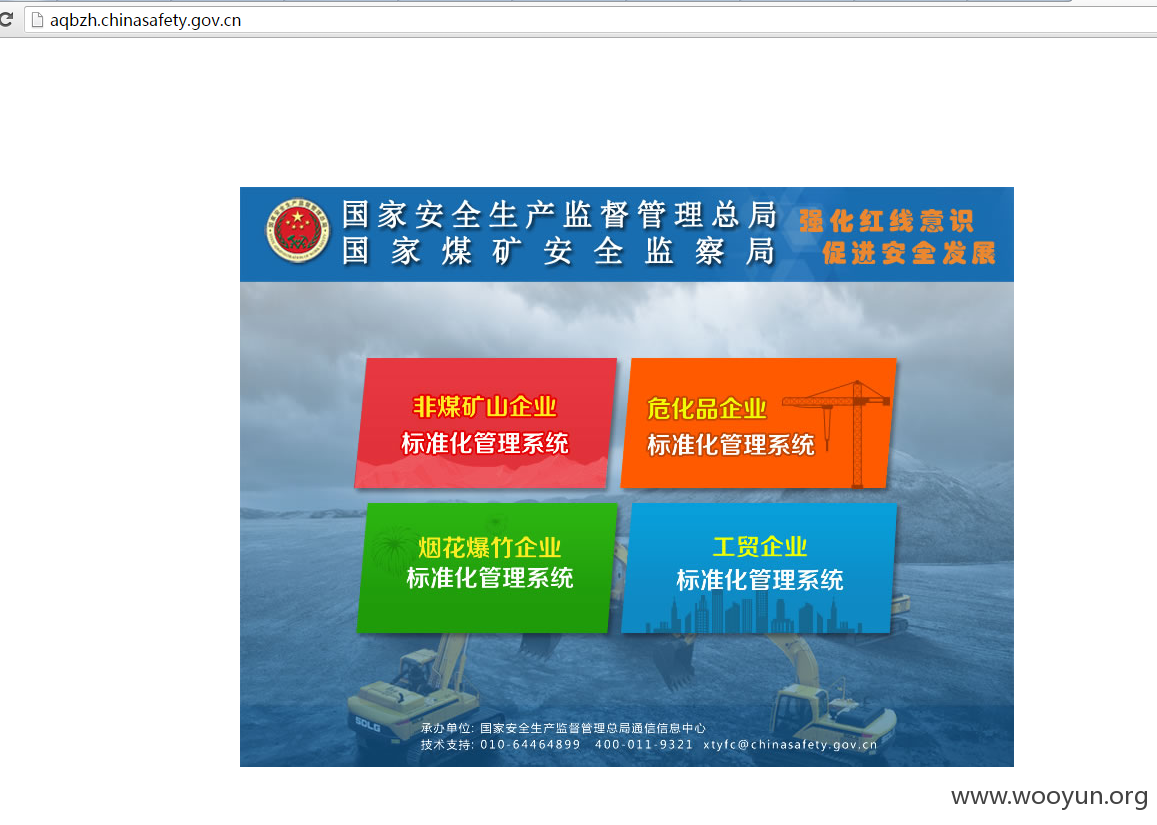 aqbzh.chinasafety.gov.cn
国家安全生产监督管理总局
国家煤矿安全监察局
强化红线意识
促进安全发展
非煤矿山企业
标准化管理系统
危化品企业
标准化管理系统
烟花爆竹企业
标准化管理系统
工贸企业
标准化管理系统
SDLG
承办单位: 国家安全生产监督管理总局通信信息中心
技术支持: 010-64464899 400-011-9321 xtyfc@chinasafety.gov.cn
www.wooyun.org